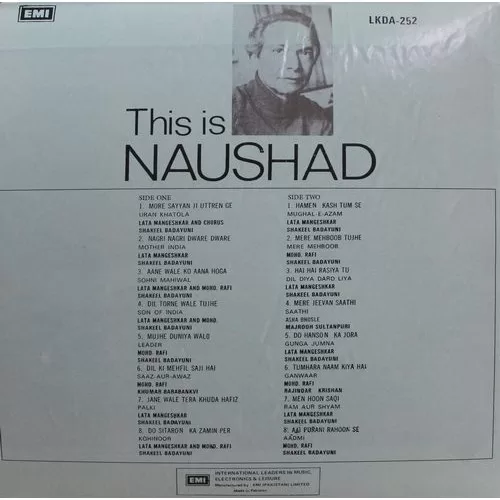 EMI
LKDA-252
This is
NAUSHAD
SIDE ONE
1. MORE SAYYAN JI UTTREN GE
URAN KHATOLA
LATA MANGESHKAR AND CHORUS
SHAKEEL BADAYUNI
2. NAGRI NAGRI DWARE DWARE
MOTHER INDIA
LATA MANGESHKAR
SHAKEEL BADAYUNI
3. AANE WALE KO AANA HOGA
SOHNI MAHIWAL
LATA MANGESHKAR AND MOHD. RAFI
SHAKEEL BADAYUNI
4. DIL TORNE WALE TUJHE
SON OF INDIA
LATA MANGESHKAR AND MOHD.
SHAKEEL BADAYUNI
5. MUJHE DUNIYA WALO
LEADER
MOHD. RAFI
SHAKEEL BADAYUNI
6. DIL KI MEHFIL SAJI HAI
SAAZ-AUR-AWAZ
MOHD. RAFI
KHUMAR BARABANKVI
7. JANE WALE TERA KHUDA HAFIZ
PALKI
LATA MANGESHKAR
SHAKEEL BADAYUNI
8. DO SITARON KA ZAMIN PER
KOHINOOR
LATA MANGESHKAR AND MOHD. RAFI
SHAKEEL BADAYUNI
SIDE TWO
1. HAMEN KASH TUM SE
MUGHAL-E-AZAM
LATA MANGESHKAR
SHAKEEL BADAYUNI
2. MERE MEHBOOB TUJHE
MERE MEHBOOB
MOHD. RAFI
SHAKEEL BADAYUNI
3. HAI HAI RASIYA TU
DIL DIYA DARD LIYA
LATA MANGESHKAR
SHAKEEL BADAYUNI
4. MERE JEEVAN SAATHI
SAATHI
ASHA BHOSLE
MAJROOH SULTANPURI
5. DO HANSON KA JORA
GUNGA JUMNA
LATA MANGESHKAR
SHAKEEL BADAYUNI
6. TUMHARA NAAM KIYA HAI
GANWAAR
MOHD RAFI
RAJINDAR KRISHAN
7. MEN HOON SAQI
RAM AUR SHYAM
LATA MANGESHKAR
SHAKEEL BADAYUNI
8. AAI PURANI RAHOON SE
AADMI
MOHD. RAFI
SHAKEEL BADAYUNI
EMI
INTERNATIONAL LEADERS IN MUSIC,
ELECTRONICS & LEISURE
Manufactured by EMI (PAKISTAN) LIMITED
Made in Pakistan